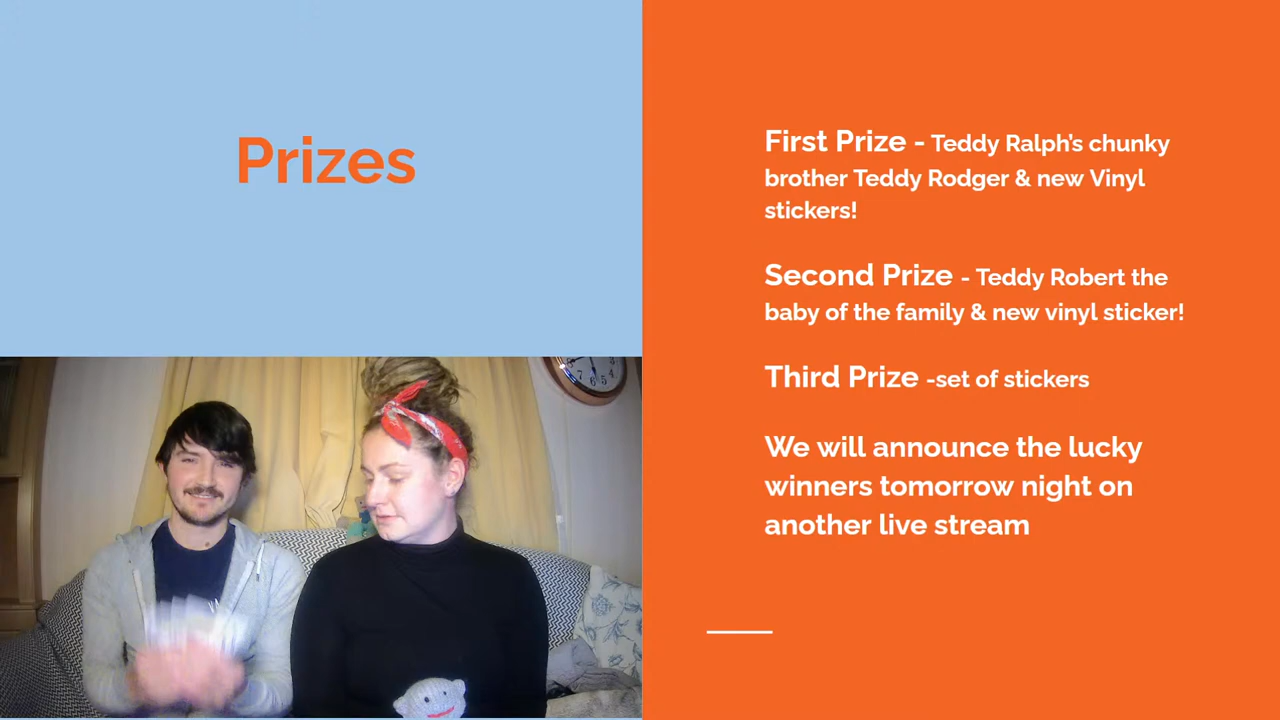 Prizes
First Prize - Teddy Ralph's chunky
brother Teddy Rodger & new Vinyl
stickers!
Second Prize - Teddy Robert the
baby of the family & new vinyl sticker!
Third Prize -set of stickers
We will announce the lucky
winners tomorrow night on
another live stream